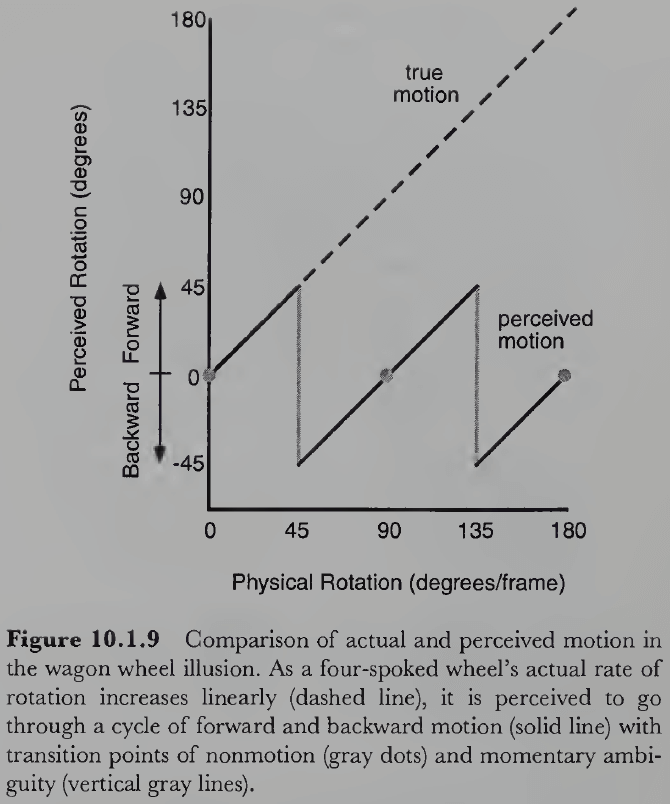 180
135
90
45
0
-45
Perceived Rotation (degrees)
Backward Forward
true
motion
perceived
motion
0 45 90 135 180
Physical Rotation (degrees/frame)
Figure 10.1.9 Comparison of actual and perceived motion in
the wagon wheel illusion. As a four-spoked wheel's actual rate of
rotation increases linearly (dashed line), it is perceived to go
through a cycle of forward and backward motion (solid line) with
transition points of nonmotion (gray dots) and momentary ambi-
guity (vertical gray lines).